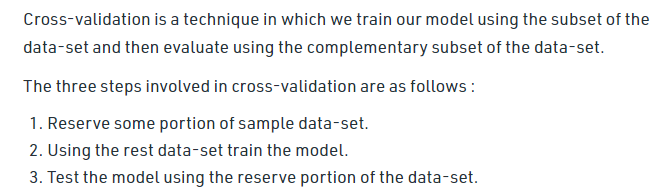 Cross-validation is a technique in which we train our model using the subset of the
data-set and then evaluate using the complementary subset of the data-set.
The three steps involved in cross-validation are as follows :
1. Reserve some portion of sample data-set.
2. Using the rest data-set train the model.
3. Test the model using the reserve portion of the data-set.